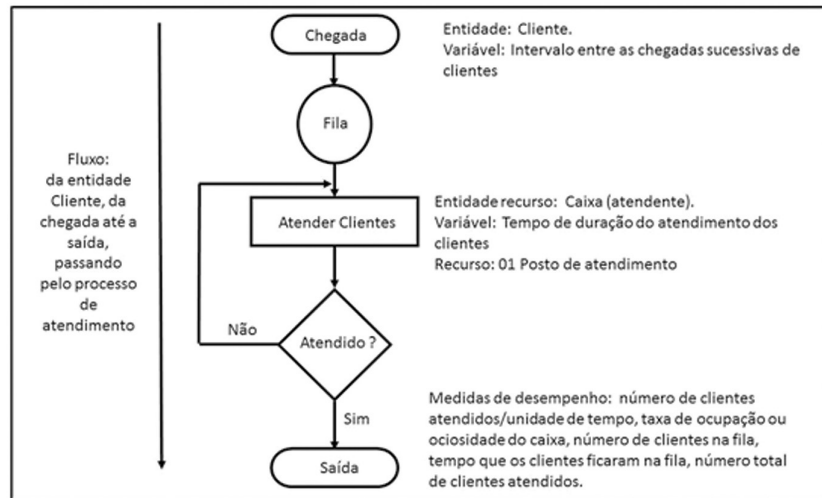 Chegada
Entidade: Cliente.
Variável: Intervalo entre as chegadas sucessivas de
clientes
Fila
Fluxo:
da entidade
Cliente, da
chegada até a
saída,
passando
pelo processo
de
atendimento
Atender Clientes
Entidade recurso: Caixa (atendente).
Variável: Tempo de duração do atendimento dos
clientes
Recurso: 01 Posto de atendimento
Não
Atendido ?
Sim
Medidas de desempenho: número de clientes
atendidos/unidade de tempo, taxa de ocupação ou
ociosidade do caixa, número de clientes na fila,
tempo que os clientes ficaram na fila, número total
de clientes atendidos.
Saída